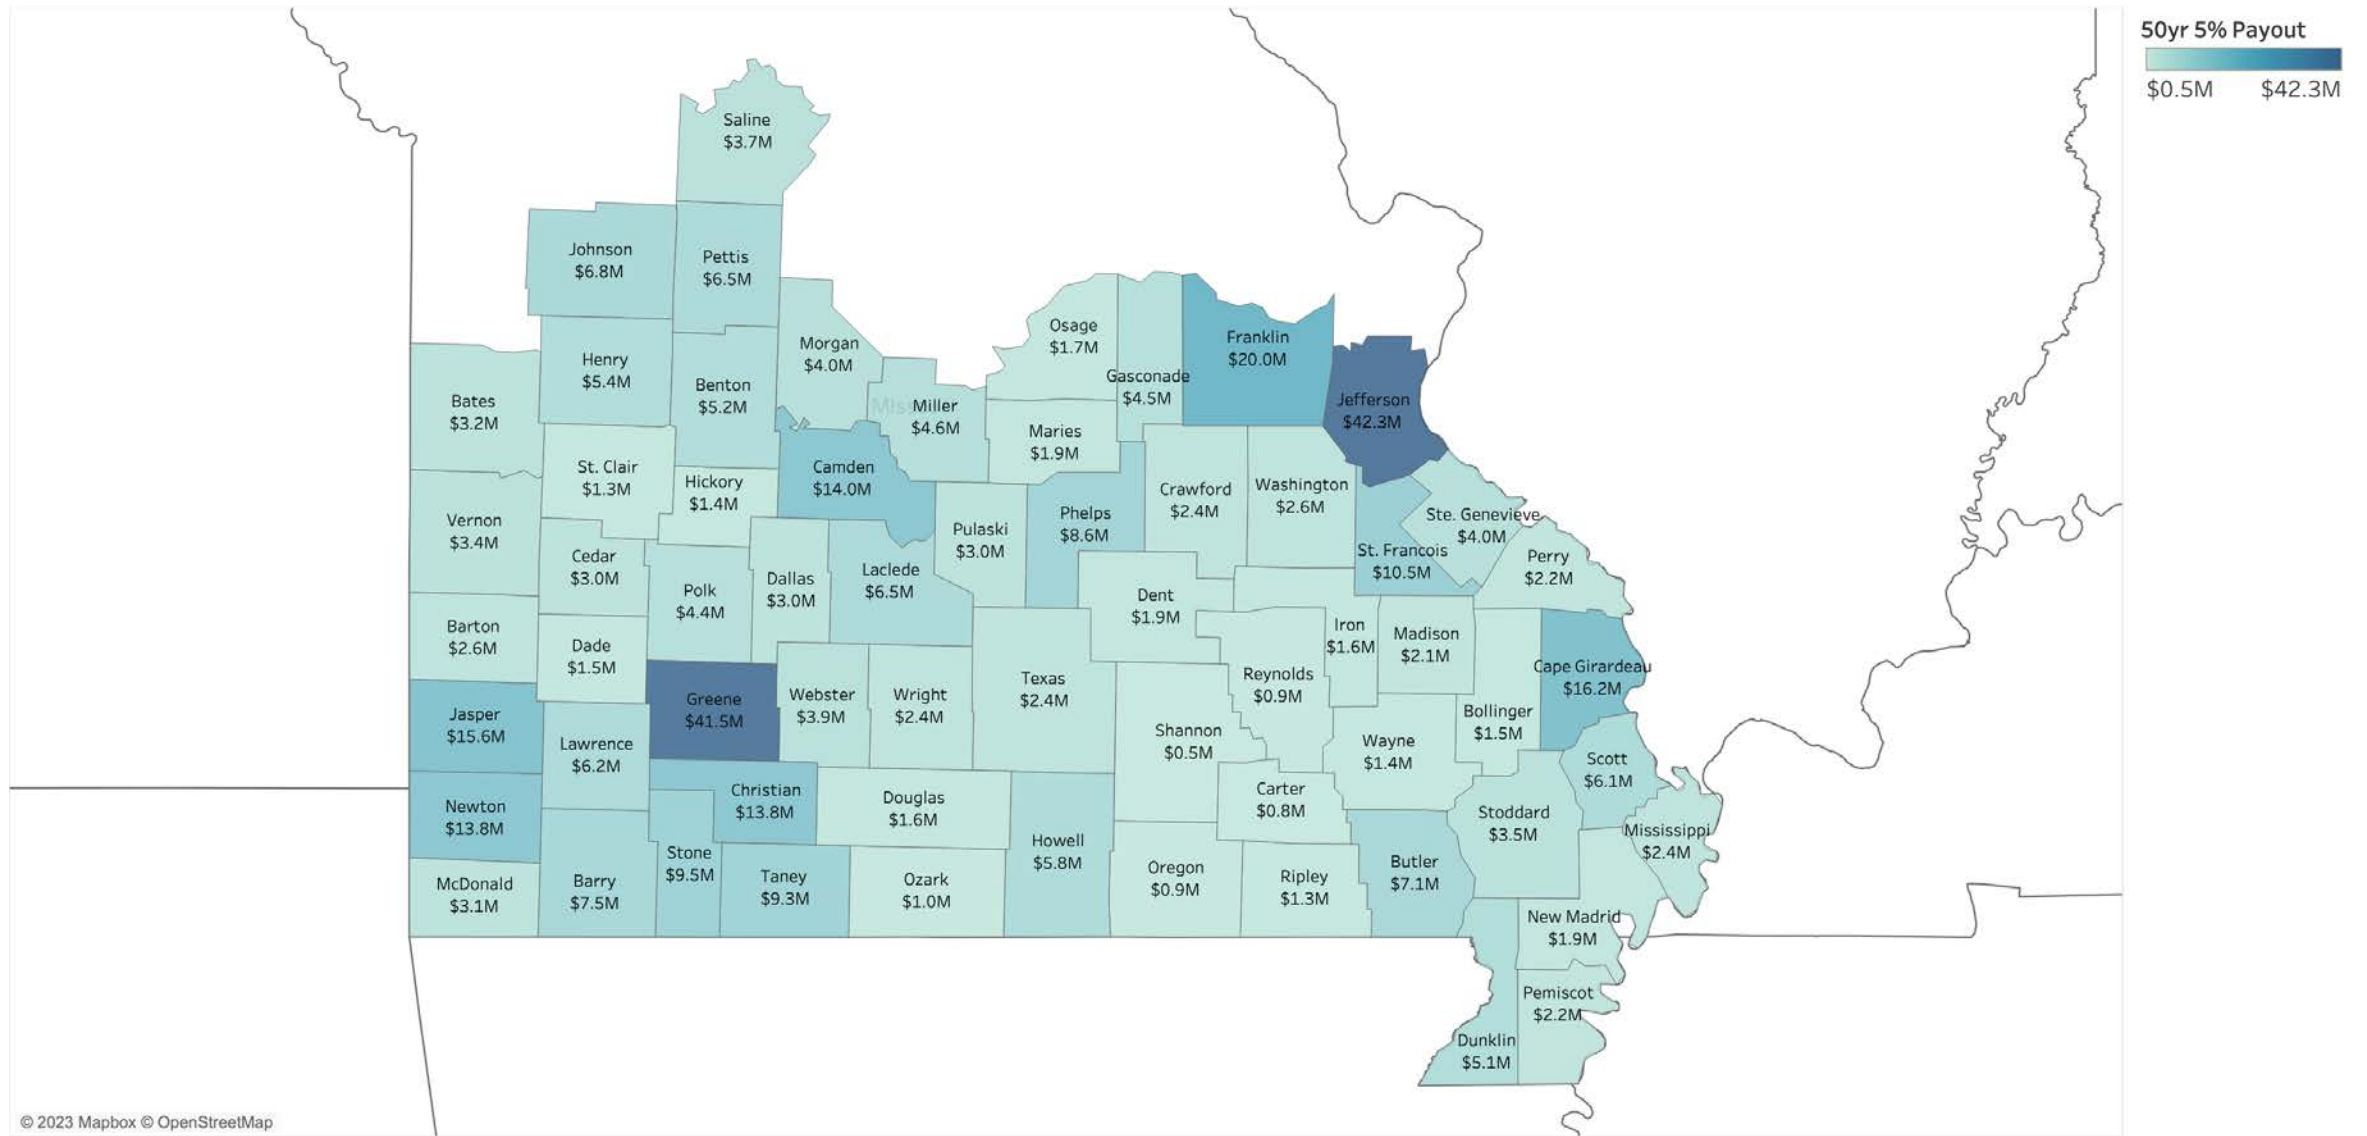 50yr 5% Payout
$0.5M $42.3M
Saline
$3.7M
Johnson
$6.8M
Pettis
$6.5M
Osage
$1.7M
Franklin
$20.0M
Morgan
$4.0M
Henry
$5.4M
Benton
$5.2M
Gasconade
$4.5M
Jefferson
$42.3M
Bates
$3.2M
Miller
$4.6M
Maries
$1.9M
St. Clair
$1.3M
Camden
$14.0M
Hickory
$1.4M
Crawford
$2.4M
Washington
$2.6M
Vernon
$3.4M
Pulaski
$3.0M
Phelps
$8.6M
Ste. Genevieve
$4.0M
St. Francois
$10.5M
Perry
$2.2M
Cedar
$3.0M
Polk
$4.4M
Dallas
$3.0M
Laclede
$6.5M
Dent
$1.9M
Barton
$2.6M
Dade
$1.5M
Iron
$1.6M
Madison
$2.1M
Cape Girardeau
$16.2M
Reynolds
$0.9M
Texas
$2.4M
Greene
$41.5M
Webster
$3.9M
Wright
$2.4M
Jasper
$15.6M
Lawrence
$6.2M
Shannon
$0.5M
Wayne
$1.4M
Bollinger
$1.5M
Scott
$6.1M
Newton
$13.8M
Christian
$13.8M
Douglas
$1.6M
Carter
$0.8M
Stoddard
$3.5M
Mississippi
$2.4M
Howell
$5.8M
Stone
$9.5M
Taney
$9.3M
Ozark
$1.0M
Oregon
$0.9M
Ripley
$1.3M
Butler
$7.1M
McDonald
$3.1M
Barry
$7.5M
New Madrid
$1.9M
Pemiscot
$2.2M
Dunklin
$5.1M
© 2023 Mapbox © OpenStreetMap